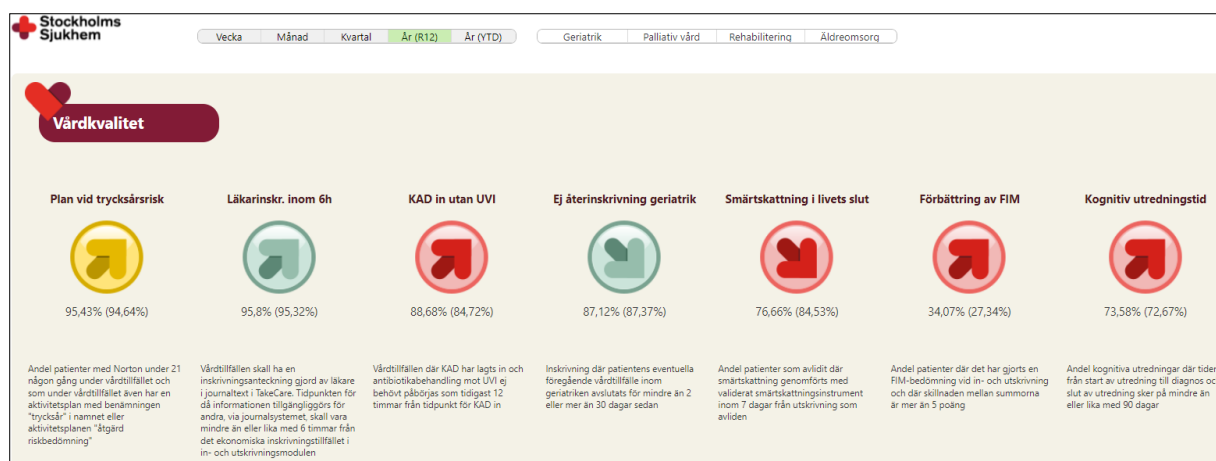 Stockholms
Sjukhem
Vecka Månad Kvartal År (R12) År (YTD) Geriatrik Palliativ vård Rehabilitering Äldreomsorg
Vårdkvalitet
Plan vid trycksårsrisk
95,43% (94,64%)
Andel patienter med Norton under 21
någon gång under vårdtillfället och
som under vårdtillfället även har en
aktivitetsplan med benämningen
"trycksår" i namnet eller
aktivitetsplanen "åtgärd
riskbedömning"
Läkarinskr. inom 6h
95,8% (95,32%)
Vårdtillfällen skall ha en
inskrivningsanteckning gjord av läkare
i journaltext i TakeCare. Tidpunkten för
då informationen tillgängliggörs för
andra, via journalsystemet, skall vara
mindre än eller lika med 6 timmar från
det ekonomiska inskrivningstillfället i
in- och utskrivningsmodulen
KAD in utan UVI
88,68% (84,72%)
Vårdtillfällen där KAD har lagts in och
antibiotikabehandling mot UVI ej
behövt påbörjas som tidigast 12
timmar från tidpunkt för KAD in
Ej återinskrivning geriatrik
87,12% (87,37%)
Inskrivning där patientens eventuella
föregående vårdtillfälle inom
geriatriken avslutats för mindre än 2
eller mer än 30 dagar sedan
Smärtskattning i livets slut
76,66% (84,53%)
Andel patienter som avlidit där
smärtskattning genomförts med
validerat smärtskattningsinstrument
inom 7 dagar från utskrivning som
avliden
Förbättring av FIM
34,07% (27,34%)
Andel patienter där det har gjorts en
FIM-bedömning vid in- och utskrivning
och där skillnaden mellan summorna
är mer än 5 poäng
Kognitiv utredningstid
73,58% (72,67%)
Andel kognitiva utredningar där tiden
från start av utredning till diagnos och
slut av utredning sker på mindre än
eller lika med 90 dagar